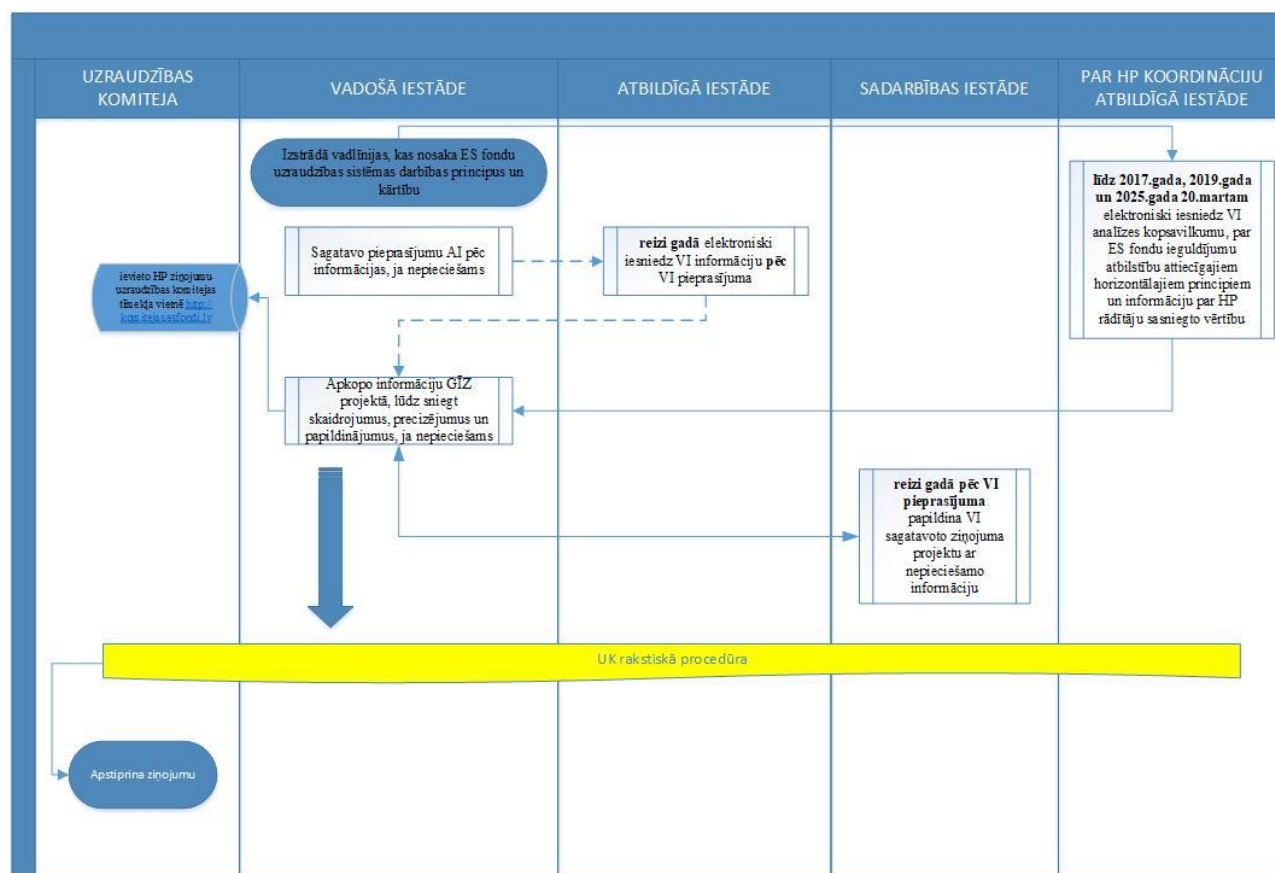 UZRAUDZĪBAS
KOMITEJA
VADOŠĀ IESTĀDE
ATBILDĪGĀ IESTĀDE
SADARBĪBAS IESTĀDE
PAR HP KOORDINĀCIJU
ATBILDĪGĀ IESTĀDE
Izstrādā vadlīnijas, kas nosaka ES fondu
uzraudzības sistēmas darbības principus un
kārtību
līdz 2017.gada, 2019.gada
un 2025.gada 20.martam
elektroniski iesniedz VI
analīzes kopsavilkumu, par
ES fondu ieguldījumu
atbilstību attiecīgajiem
horizontālajiem principiem
un informāciju par HP
rādītāju sasniegto vērtību
Sagatavo pieprasījumu AI pēc
informācijas, ja nepieciešams
reizi gadā elektroniski
iesniedz VI informāciju pēc
VI pieprasījuma
ievieto HP ziņojumu
uzraudzības komitejas
tīmekļa vietnē http://
komitejas.esfondi.lv
Apkopo informāciju GĪZ
projektā, lūdz sniegt
skaidrojumus, precizējumus un
papildinājumus, ja nepieciešams
reizi gadā pēc VI
pieprasījuma
papildina VI
sagatavoto ziņojuma
projektu ar
nepieciešamo
informāciju
UK rakstiskā procedūra
Apstiprina ziņojumu